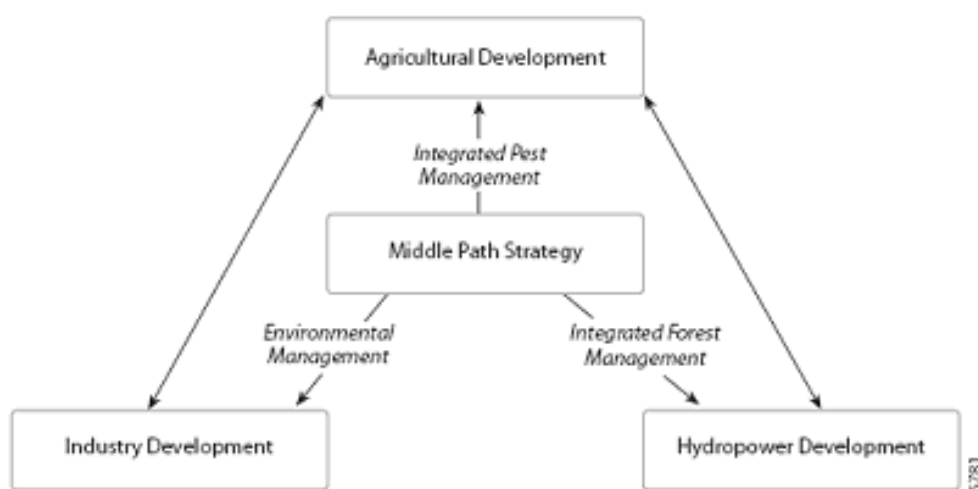 Agricultural Development
Integrated Pest
Management
Middle Path Strategy
Environmental
Management
Integrated Forest
Management
Industry Development
Hydropower Development